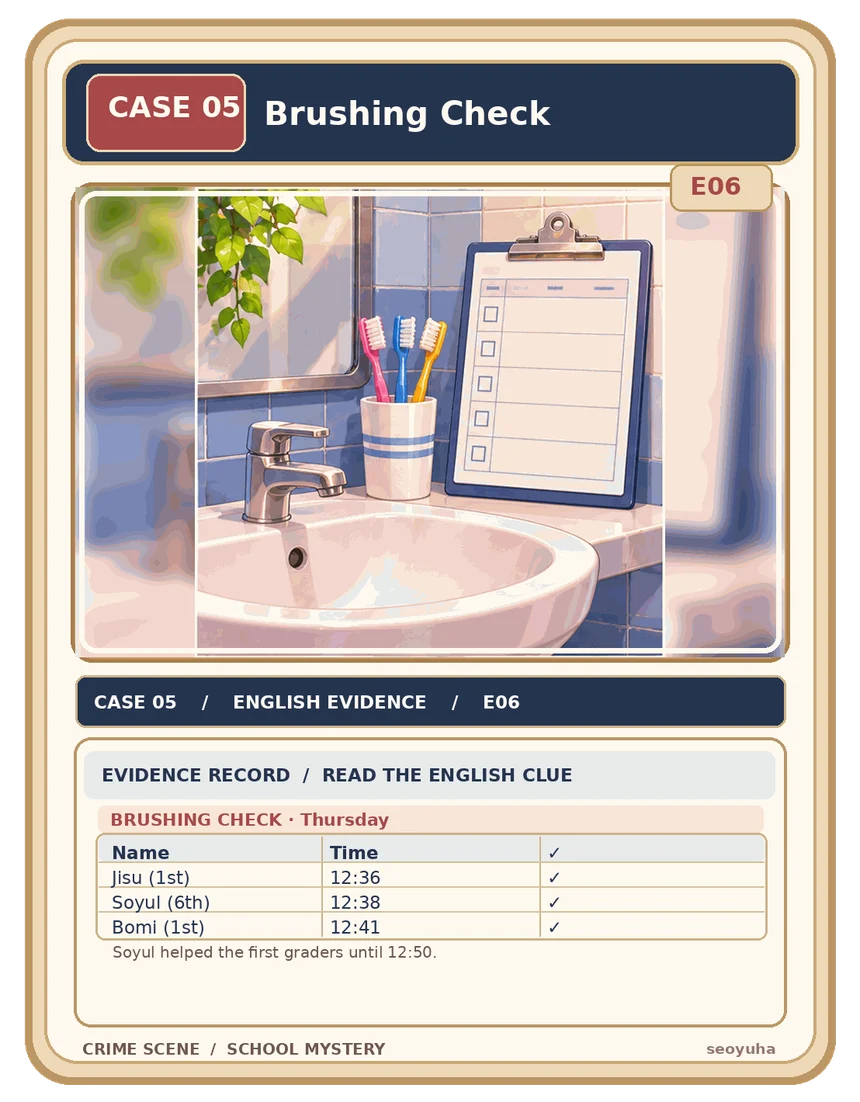 CASE 05 Brushing Check
E06
CASE 05 / ENGLISH EVIDENCE / E06
EVIDENCE RECORD / READ THE ENGLISH CLUE
BRUSHING CHECK · Thursday
Name Time ✓
Jisu (1st) 12:36 ✓
Soyul (6th) 12:38 ✓
Bomi (1st) 12:41 ✓
Soyul helped the first graders until 12:50.
CRIME SCENE / SCHOOL MYSTERY seoyuha